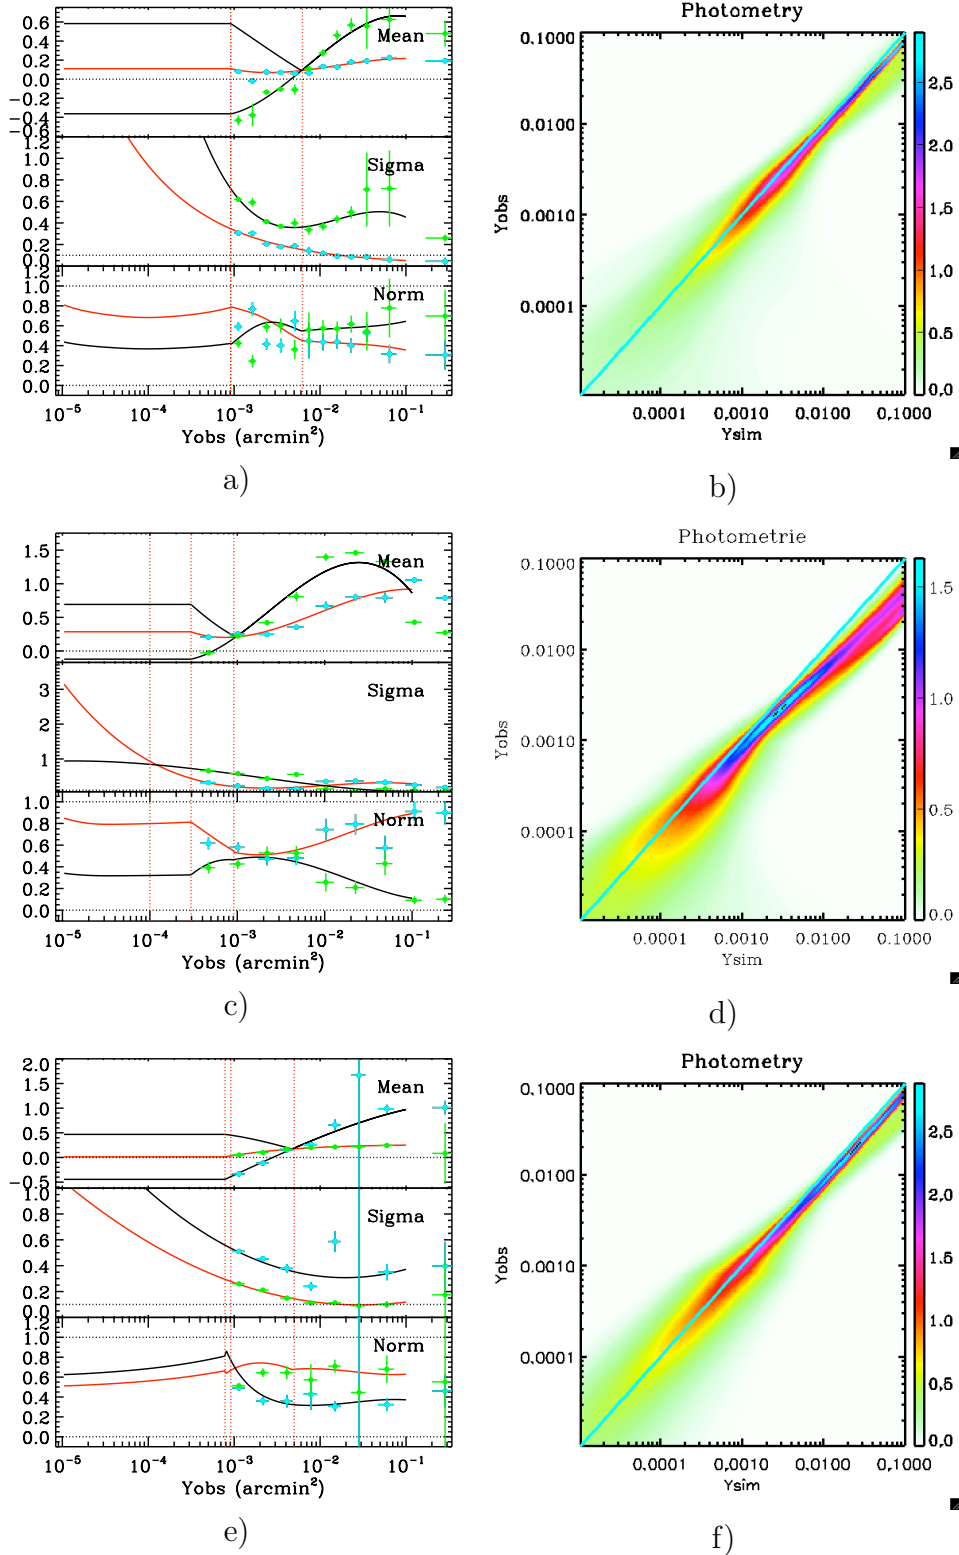 0.6
0.4
0.2
0.0
−0.2
−0.4
−0.6
Mean
1.2
1.0
0.8
0.6
0.4
0.2
0.0
Sigma
1.2
1.0
0.8
0.6
0.4
0.2
0.0
Norm
10−5 10−4 10−3 10−2 10−1
Yobs (arcmin2)
a)
Photometry
0.1000
0.0100
0.0010
0.0001
Yobs
0.0001 0.0010 0.0100 0.1000
Ysim
2.5
2.0
1.5
1.0
0.5
0.0
b)
1.5
1.0
0.5
0.0
Mean
3
2
1
Sigma
1.0
0.8
0.6
0.4
0.2
0.0
Norm
10−5 10−4 10−3 10−2 10−1
Yobs (arcmin2)
c)
Photometrie
0.1000
0.0100
0.0010
0.0001
Yobs
0.0001 0.0010 0.0100 0.1000
Ysim
1.5
1.0
0.5
0.0
d)
2.0
1.5
1.0
0.5
0.0
−0.5
Mean
1.0
0.8
0.6
0.4
0.2
0.0
Sigma
1.2
1.0
0.8
0.6
0.4
0.2
0.0
Norm
10−5 10−4 10−3 10−2 10−1
Yobs (arcmin2)
e)
Photometry
0.1000
0.0100
0.0010
0.0001
Yobs
0.0001 0.0010 0.0100 0.1000
Ysim
2.5
2.0
1.5
1.0
0.5
0.0
f)